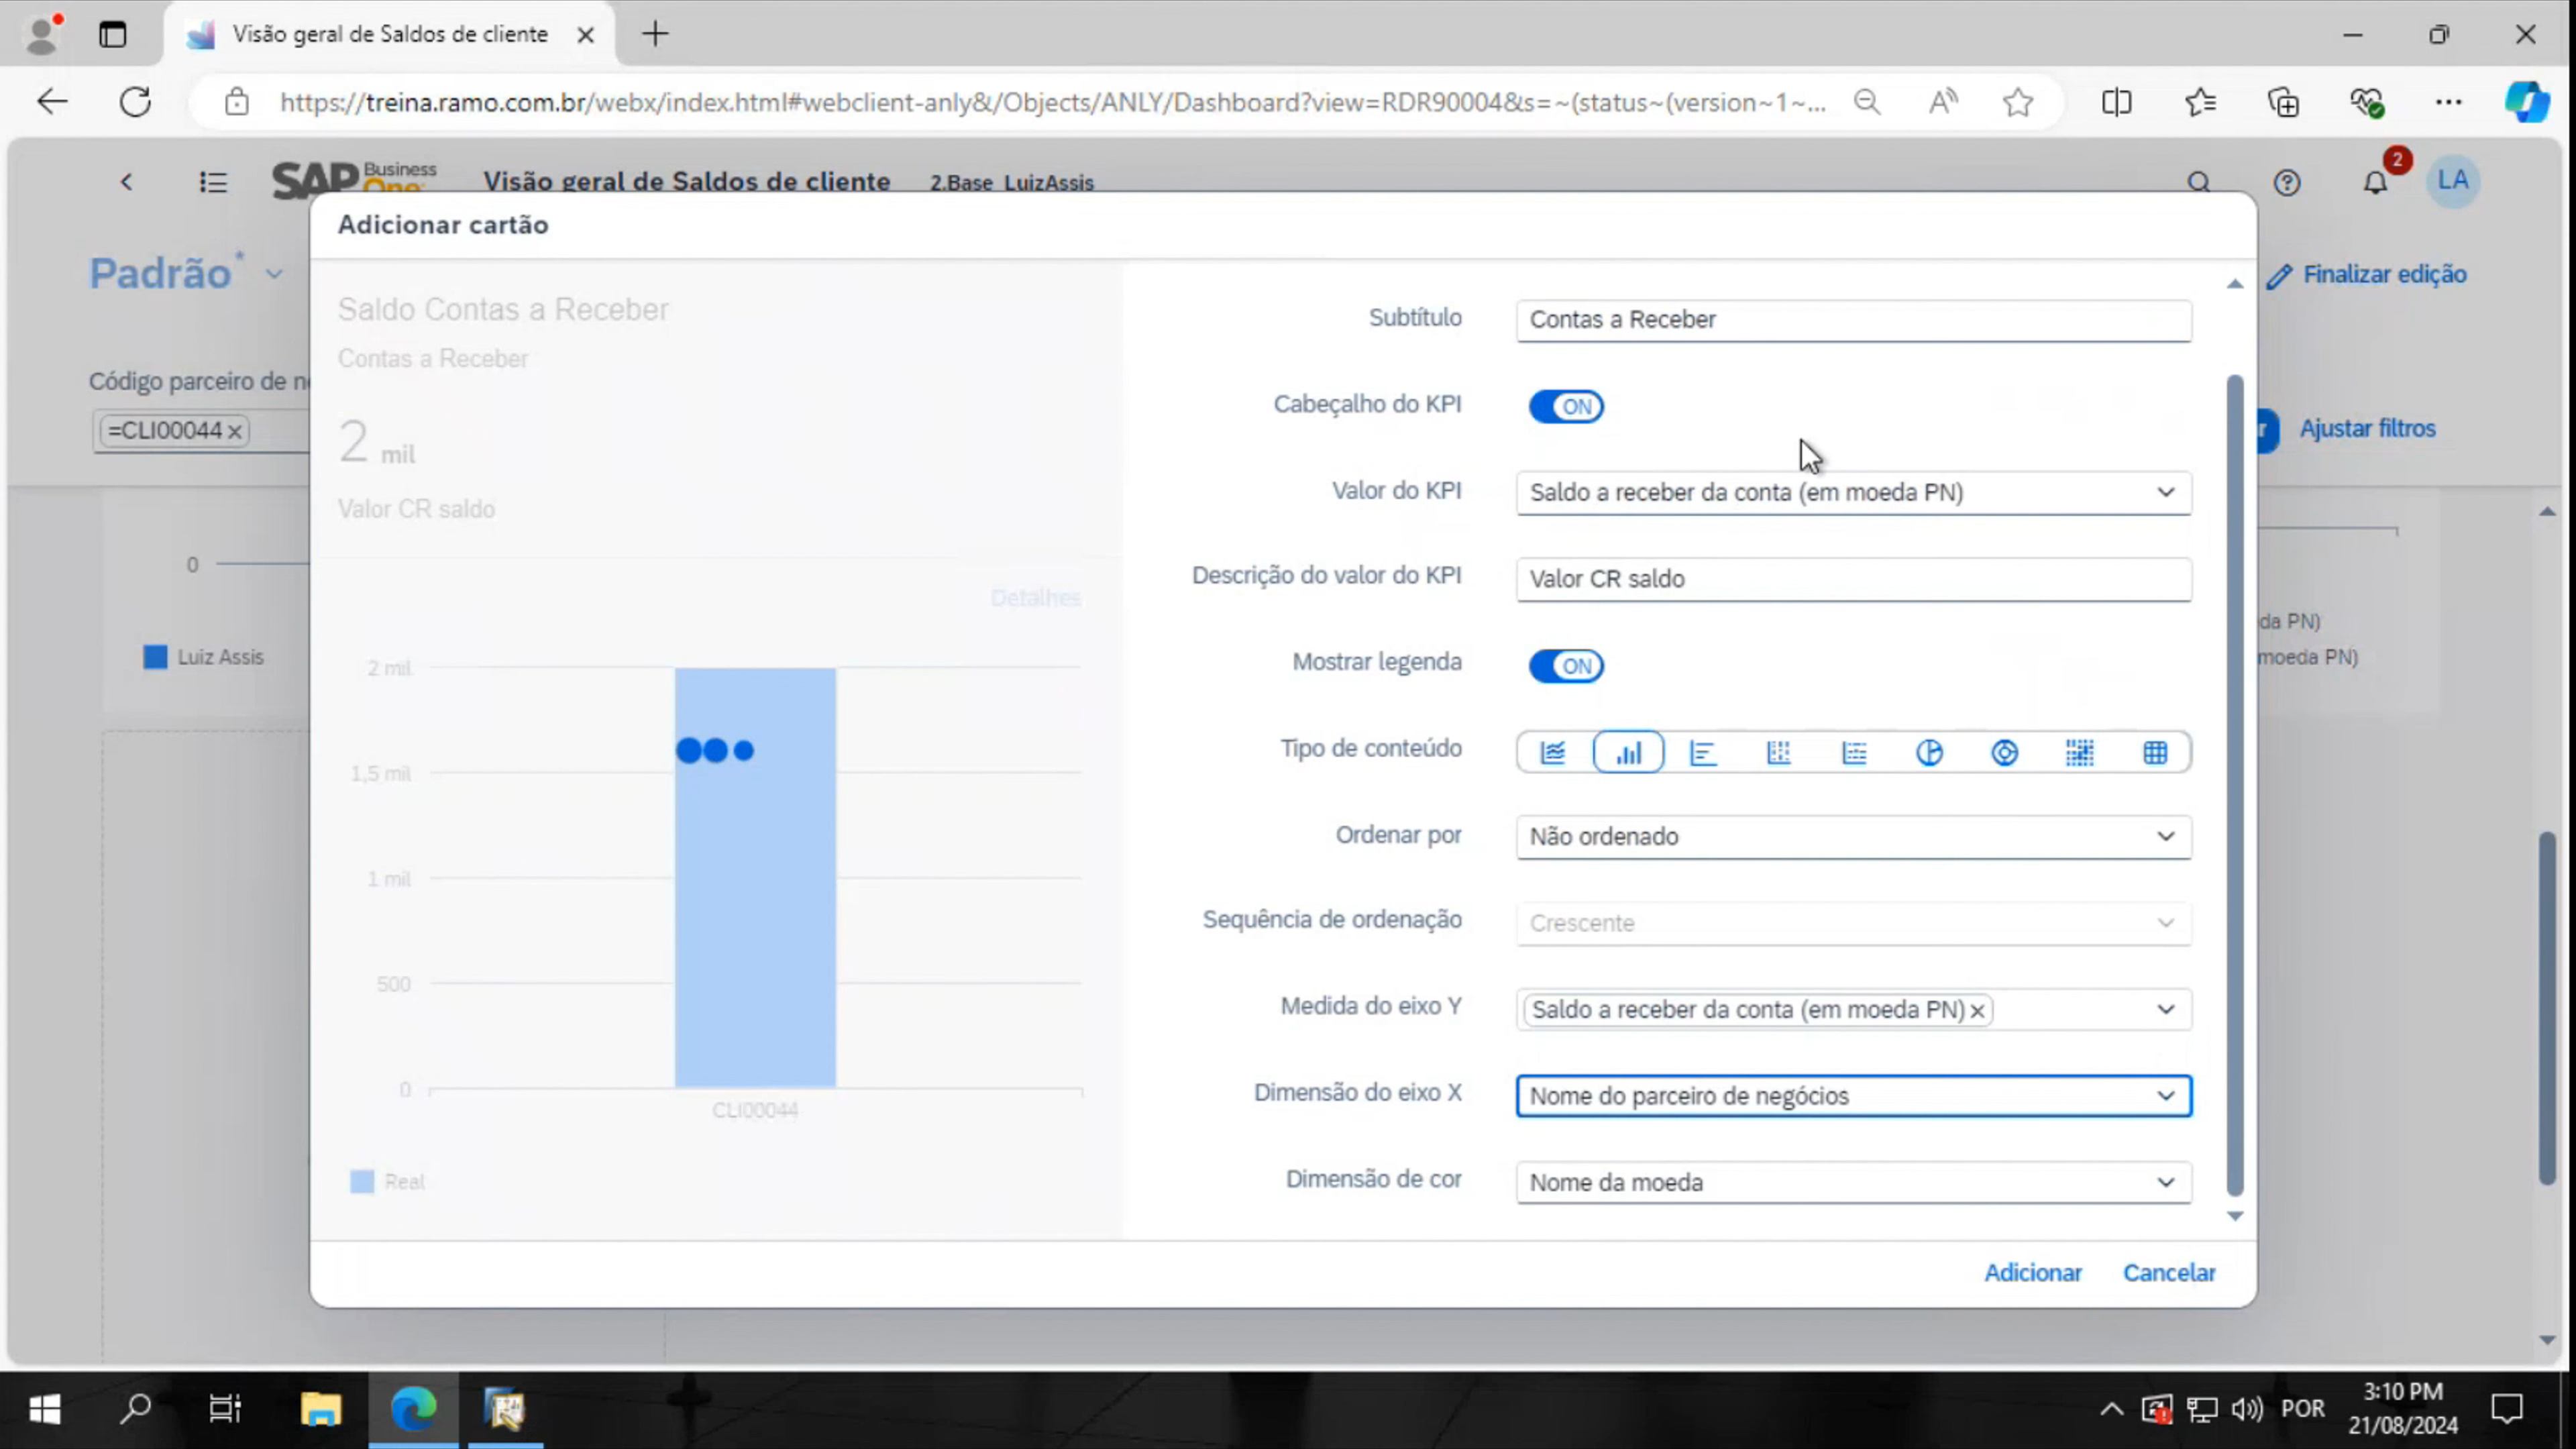 Visão geral de Saldos de cliente
https://treina.ramo.com.br/webx/index.html#webclient-anly&/Objects/ANLY/Dashboard?view=RDR90004&s=~(status~(version~1~...
SAP Business One
Visão geral de Saldos de cliente
2.Base_LuizAssis
2
LA
Padrão*
Finalizar edição
Código parceiro de
=CLI00044
Ajustar filtros
0
Luiz Assis
da PN)
moeda PN)
Adicionar cartão
Saldo Contas a Receber
Contas a Receber
2 mil
Valor CR saldo
Detalhes
2 mil
1,5 mil
1 mil
500
0
CLI00044
Real
Subtítulo
Contas a Receber
Cabeçalho do KPI
ON
Valor do KPI
Saldo a receber da conta (em moeda PN)
Descrição do valor do KPI
Valor CR saldo
Mostrar legenda
ON
Tipo de conteúdo
Ordenar por
Não ordenado
Sequência de ordenação
Crescente
Medida do eixo Y
Saldo a receber da conta (em moeda PN)
Dimensão do eixo X
Nome do parceiro de negócios
Dimensão de cor
Nome da moeda
Adicionar
Cancelar
POR
3:10 PM
21/08/2024